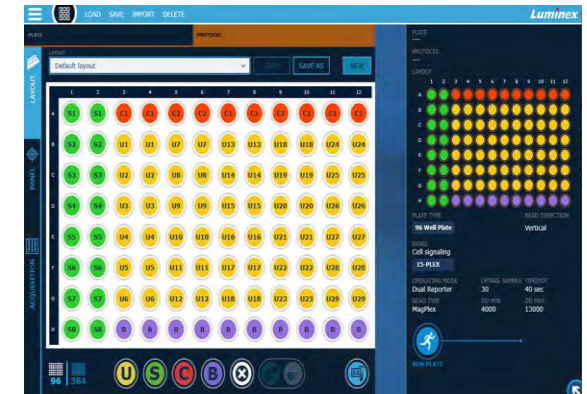 LOAD SAVE IMPORT DELETE Luminex
PLATE PROTOCOL
LAYOUT
Default layout SAVE AS NEW
1 2 3 4 5 6 7 8 9 10 11 12
A S1 S1 C1 C1 C2 C2 C1 C1 C2 C2 C1 C1
B S2 S2 U1 U1 U7 U7 U13 U13 U18 U18 U24 U24
C S3 S3 U2 U2 U8 U8 U14 U14 U19 U19 U25 U25
D S4 S4 U3 U3 U9 U9 U15 U15 U20 U20 U26 U26
E S5 S5 U4 U4 U10 U10 U16 U16 U21 U21 U27 U27
F S6 S6 U5 U5 U11 U11 U17 U17 U22 U22 U28 U28
G S7 S7 U6 U6 U12 U12 U18 U18 U23 U23 U29 U29
H S8 S8 B B B B B B B B B B
96 384
U S C B X
LAYOUT
PANEL
ACQUISITION
PLATE
---
PROTOCOL
---
LAYOUT
1 2 3 4 5 6 7 8 9 10 11 12
A
B
C
D
E
F
G
H
PLATE TYPE READ DIRECTION
96 Well Plate Vertical
PANEL
Cell signaling
15-PLEX
OPERATING MODE UPTAKE SAMPLE TIMEOUT
Dual Reporter 30 40 sec
BEAD TYPE DD MIN DD MAX
MagPlex 4000 13000
RUN PLATE